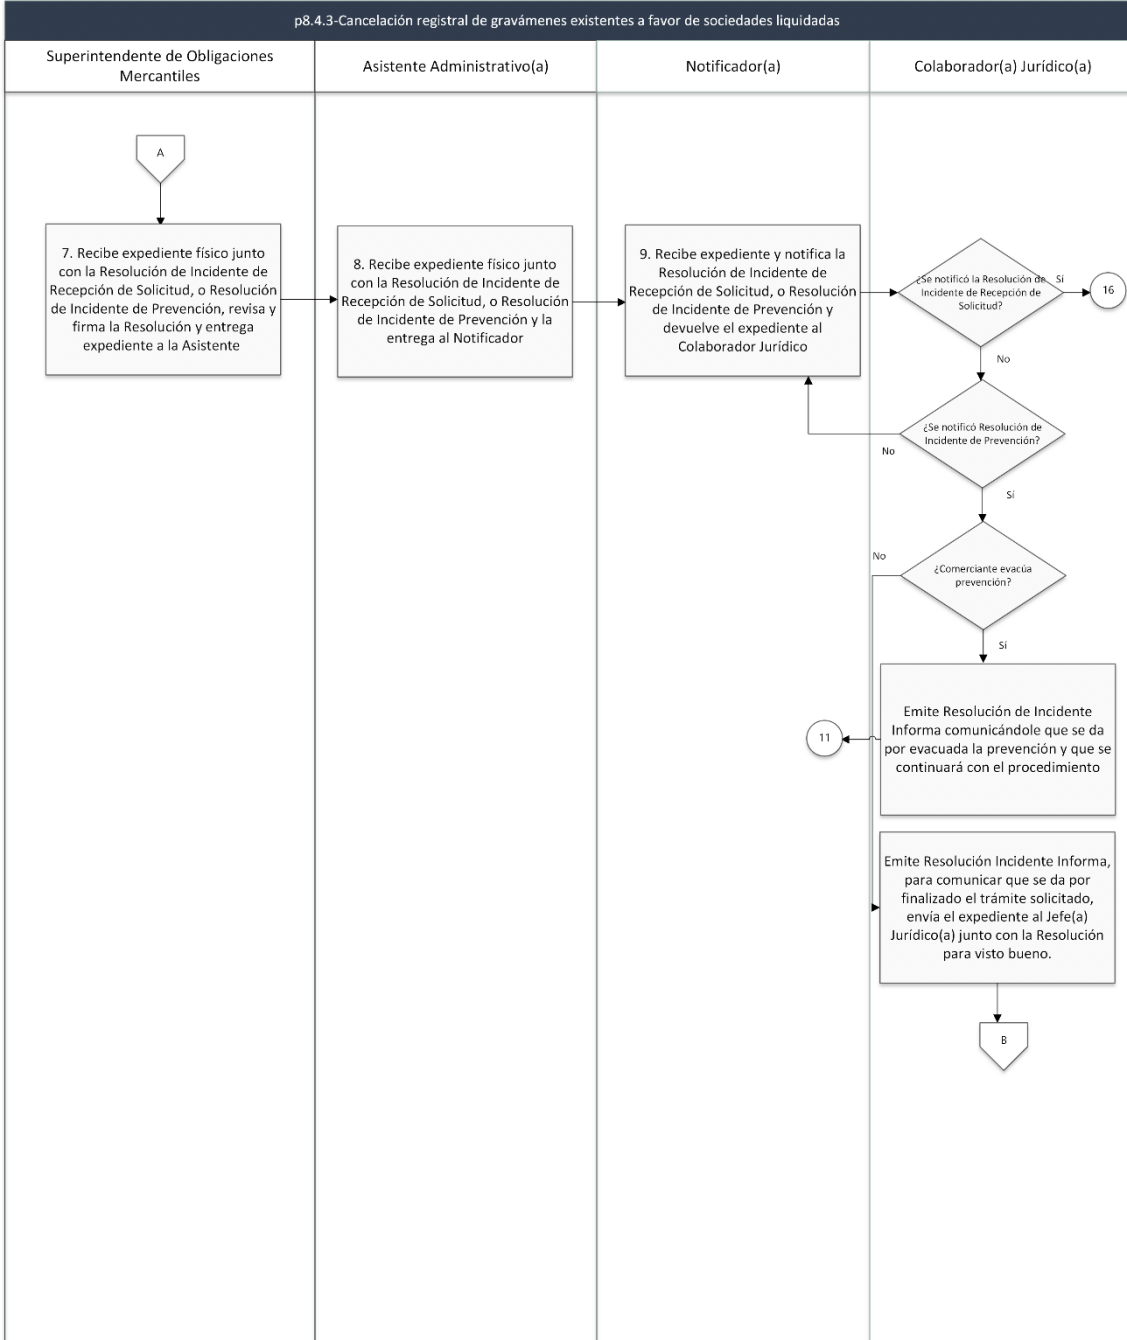 p8.4.3-Cancelación registral de gravámenes existentes a favor de sociedades liquidadas
Superintendente de Obligaciones
Mercantiles
Asistente Administrativo(a)
Notificador(a)
Colaborador(a) Jurídico(a)
A
7. Recibe expediente físico junto
con la Resolución de Incidente de
Recepción de Solicitud, o Resolución
de Incidente de Prevención, revisa y
firma la Resolución y entrega
expediente a la Asistente
8. Recibe expediente físico junto
con la Resolución de Incidente de
Recepción de Solicitud, o Resolución
de Incidente de Prevención y la
entrega al Notificador
9. Recibe expediente y notifica la
Resolución de Incidente de
Recepción de Solicitud, o Resolución
de Incidente de Prevención y
devuelve el expediente al
Colaborador Jurídico
¿Se notificó la Resolución de
Incidente de Recepción de
Solicitud?
Sí
16
No
¿Se notificó Resolución de
Incidente de Prevención?
No
Sí
No
¿Comerciante evacúa
prevención?
Sí
Emite Resolución de Incidente
Informa comunicándole que se da
por evacuada la prevención y que se
continuará con el procedimiento
11
Emite Resolución Incidente Informa,
para comunicar que se da por
finalizado el trámite solicitado,
envía el expediente al Jefe(a)
Jurídico(a) junto con la Resolución
para visto bueno.
B